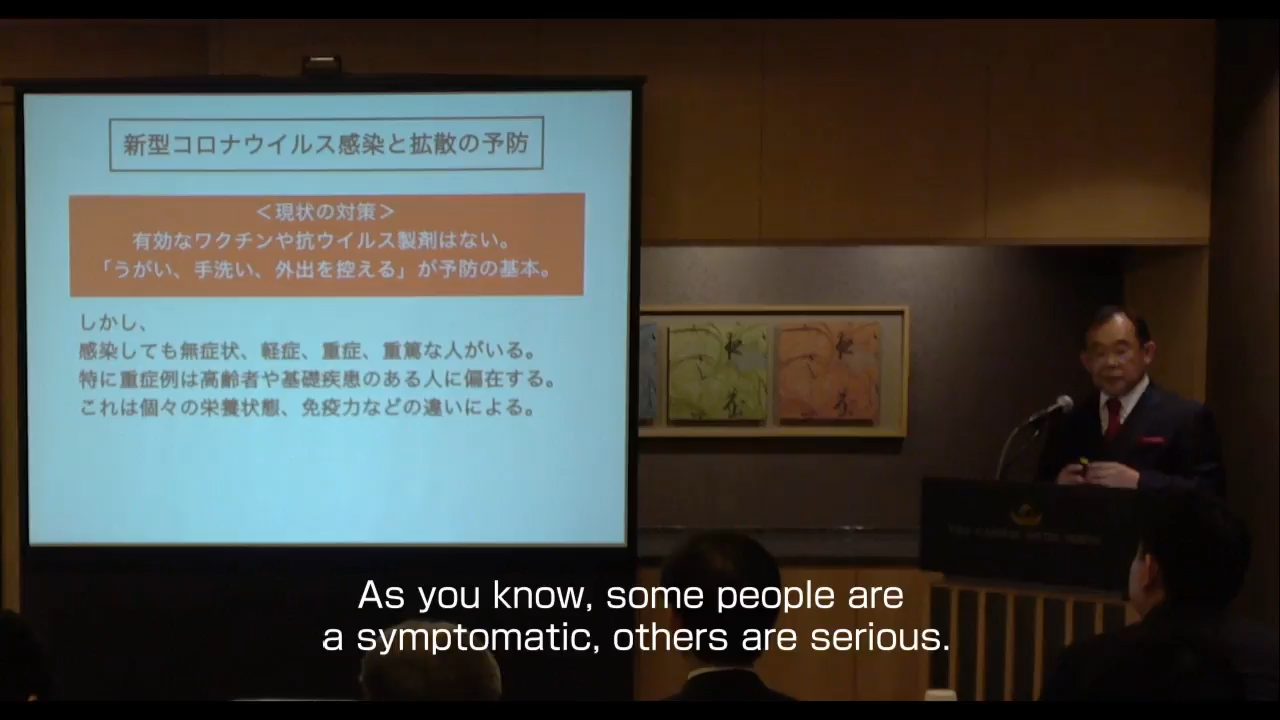 新型コロナウイルス感染と拡散の予防
＜現状の対策＞
有効なワクチンや抗ウイルス製剤はない。
「うがい、手洗い、外出を控える」が予防の基本。
しかし、
感染しても無症状、軽症、重症、重篤な人がいる。
特に重症例は高齢者や基礎疾患のある人に偏在する。
これは個々の栄養状態、免疫力などの違いによる。
As you know, some people are
a symptomatic, others are serious.